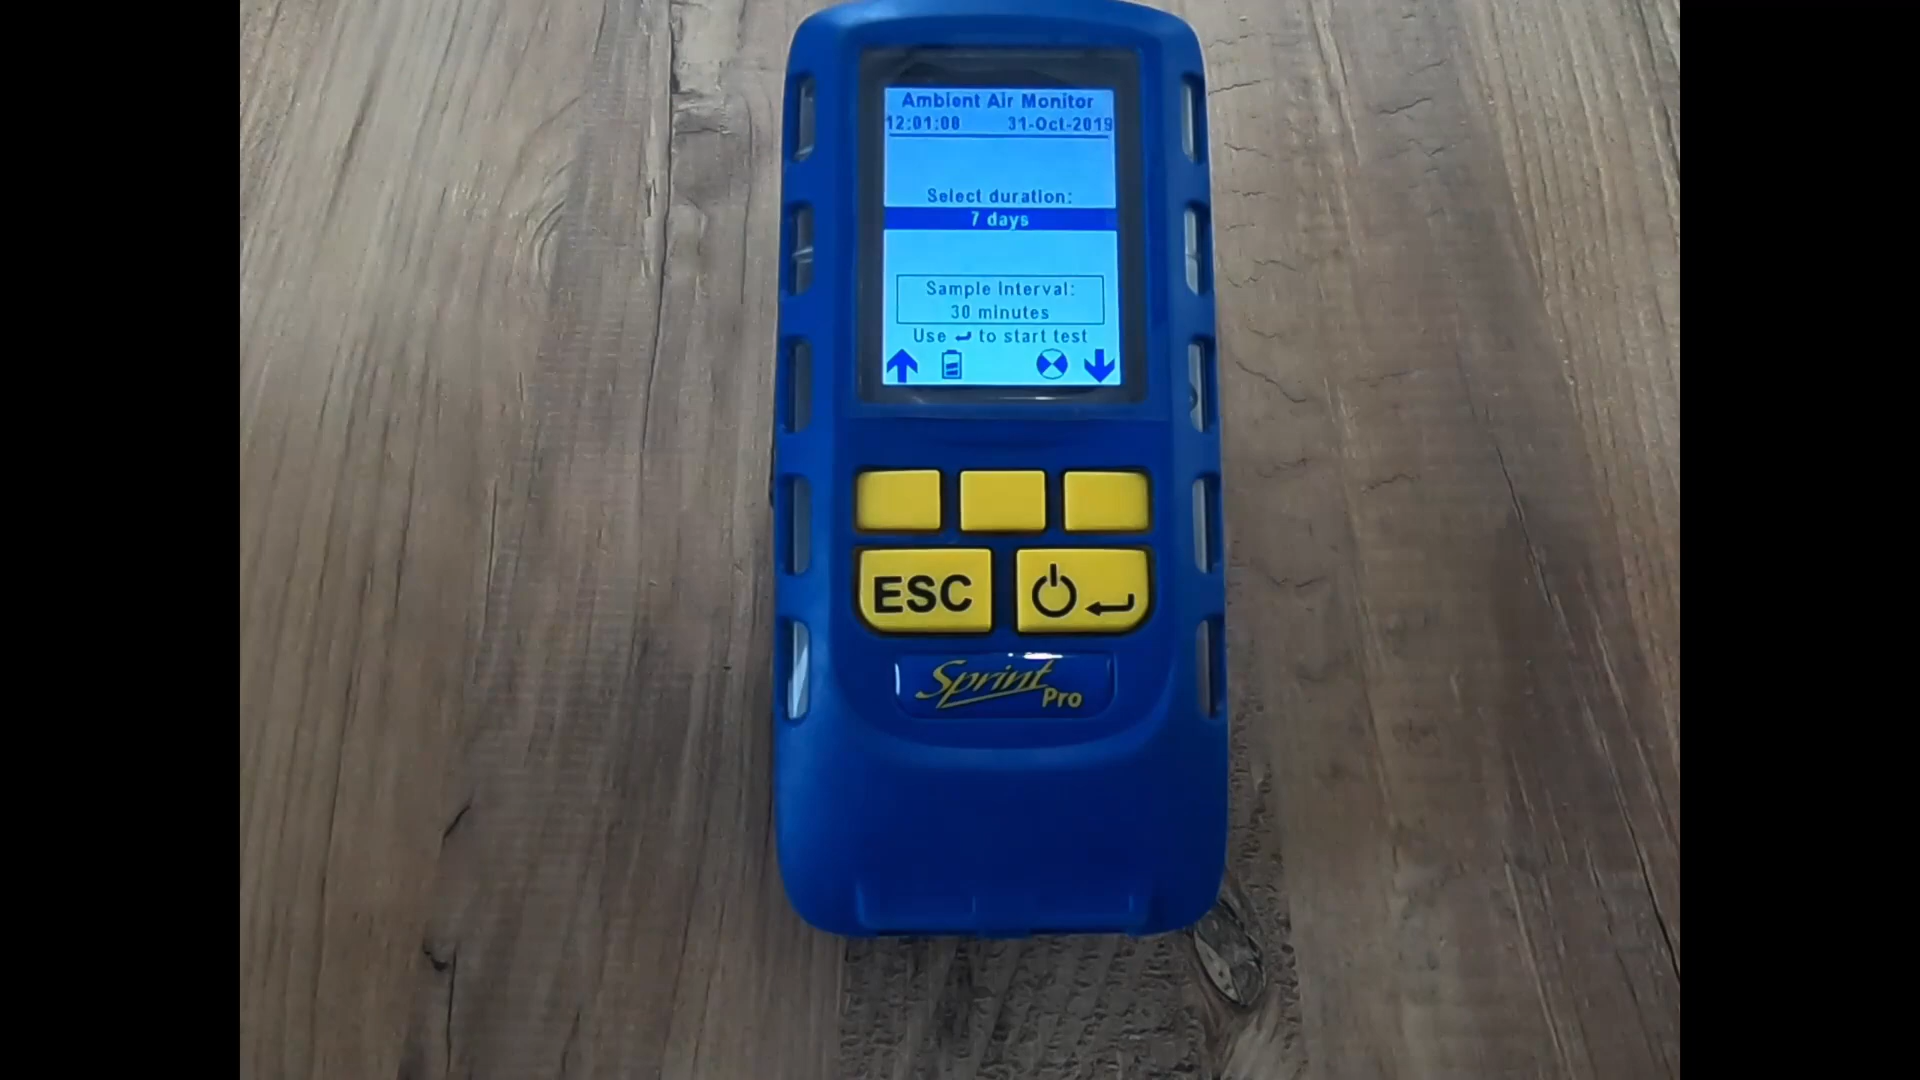 Ambient Air Monitor
12:01:08 31-Oct-2019
Select duration:
7 days
Sample Interval:
30 minutes
Use ↵ to start test
ESC
Sprint
Pro